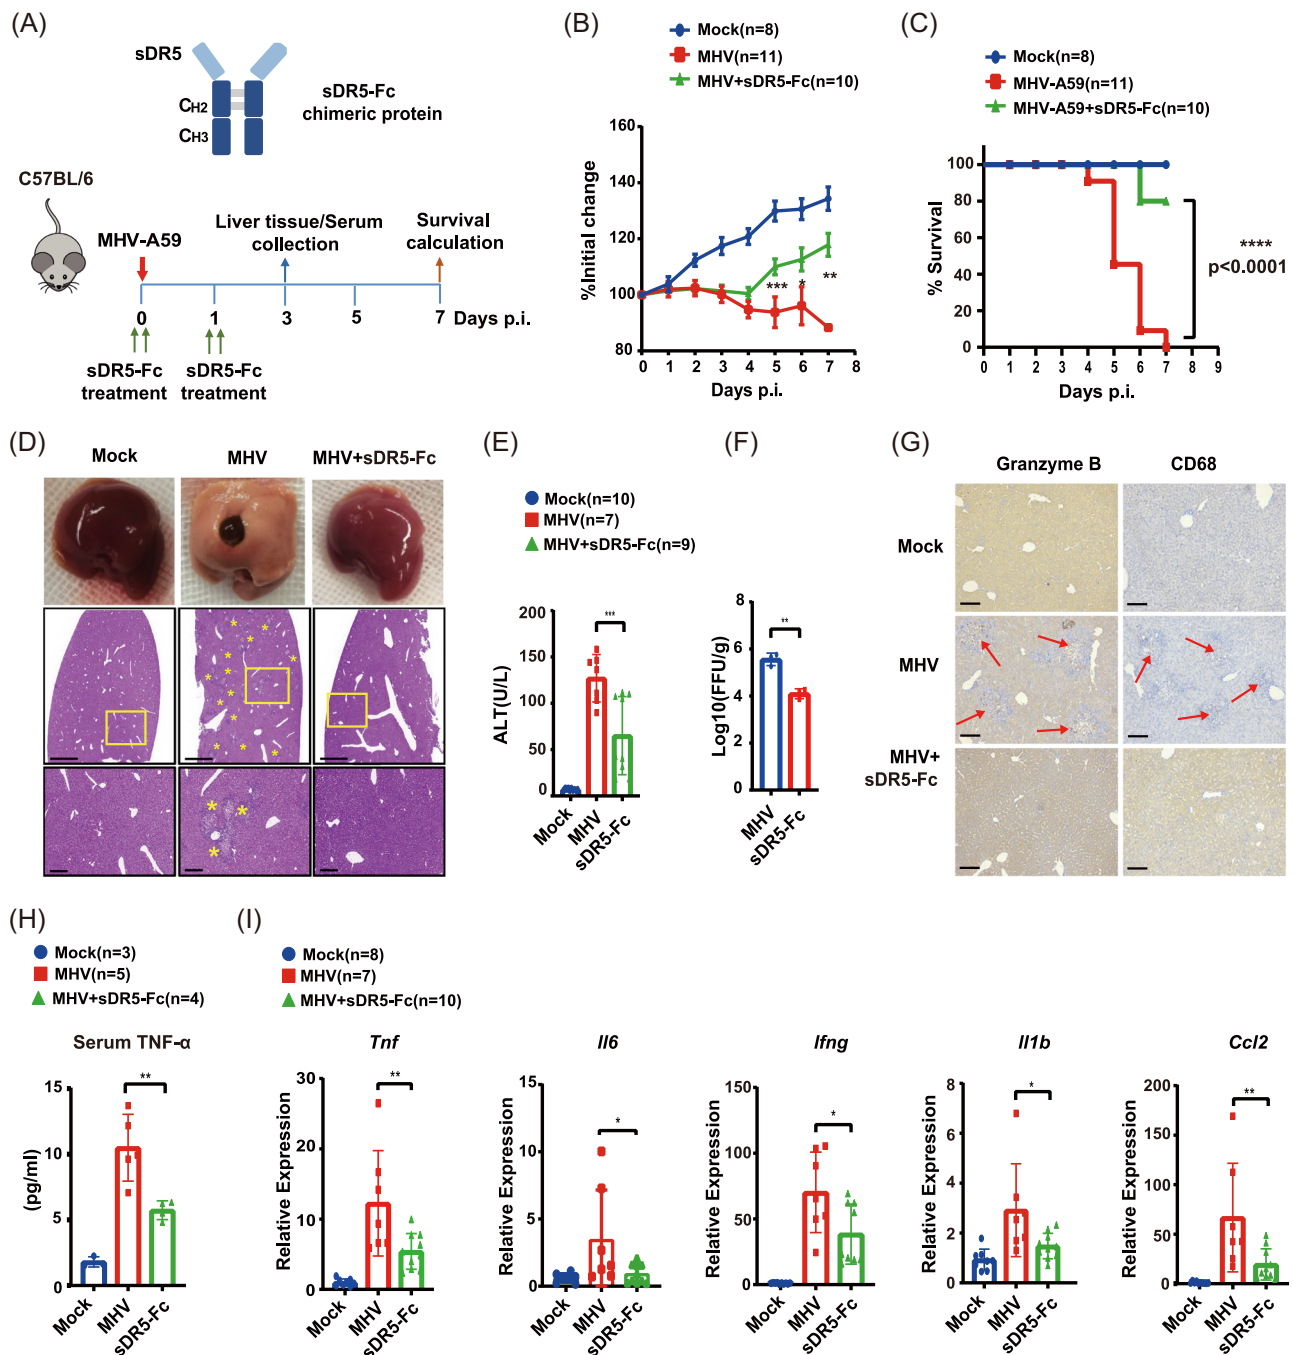 (A)
sDR5
CH2
CH3
sDR5-Fc
chimeric protein
C57BL/6
MHV-A59
Liver tissue/Serum
collection
Survival
calculation
0
1
3
5
7
Days p.i.
sDR5-Fc
treatment
sDR5-Fc
treatment
(B)
Mock(n=8)
MHV(n=11)
MHV+sDR5-Fc(n=10)
%Initial change
160
140
120
100
80
***
*
**
0 1 2 3 4 5 6 7 8
Days p.i.
(C)
Mock(n=8)
MHV-A59(n=11)
MHV-A59+sDR5-Fc(n=10)
% Survival
100
80
60
40
20
0
****
p<0.0001
0 1 2 3 4 5 6 7 8 9
Days p.i.
(D)
Mock
MHV
MHV+sDR5-Fc
(E)
Mock(n=10)
MHV(n=7)
MHV+sDR5-Fc(n=9)
ALT(U/L)
200
150
100
50
0
***
Mock
MHV
sDR5-Fc
(F)
Log10(FFU/g)
8
6
4
2
0
**
MHV
sDR5-Fc
(G)
Granzyme B
CD68
Mock
MHV
MHV+
sDR5-Fc
(H)
Mock(n=3)
MHV(n=5)
MHV+sDR5-Fc(n=4)
Serum TNF-α
(pg/ml)
15
10
5
0
**
Mock
MHV
sDR5-Fc
(I)
Mock(n=8)
MHV(n=7)
MHV+sDR5-Fc(n=10)
Tnf
Relative Expression
30
20
10
0
**
Mock
MHV
sDR5-Fc
Il6
Relative Expression
15
10
5
0
*
Mock
MHV
sDR5-Fc
Ifng
Relative Expression
150
100
50
0
*
Mock
MHV
sDR5-Fc
Il1b
Relative Expression
8
6
4
2
0
*
Mock
MHV
sDR5-Fc
Ccl2
Relative Expression
200
150
100
50
0
**
Mock
MHV
sDR5-Fc